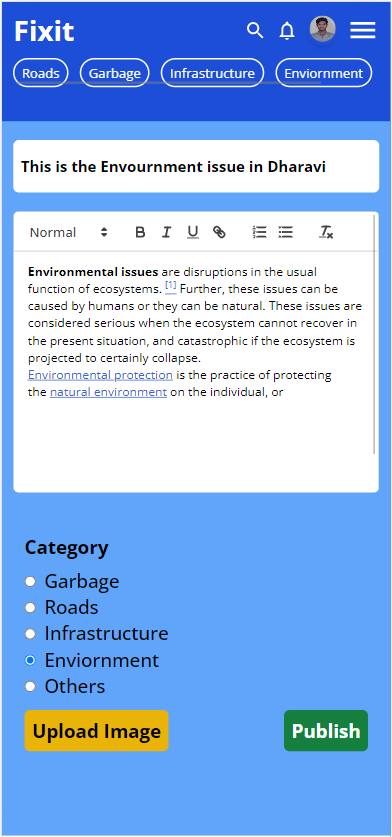 Fixit
Roads Garbage Infrastructure Enviornment
This is the Envournment issue in Dharavi
Normal B I U Tx
Environmental issues are disruptions in the usual
function of ecosystems. [1] Further, these issues can be
caused by humans or they can be natural. These issues are
considered serious when the ecosystem cannot recover in
the present situation, and catastrophic if the ecosystem is
projected to certainly collapse.
Environmental protection is the practice of protecting
the natural environment on the individual, or
Category
Garbage
Roads
Infrastructure
Enviornment
Others
Upload Image Publish